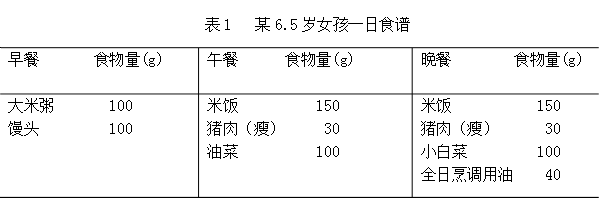 表1 某 6.5 岁女孩一日食谱
早餐 食物量(g) 午餐 食物量(g) 晚餐 食物量(g)
大米粥 100 米饭 150 米饭 150
馒头 100 猪肉（瘦） 30 猪肉（瘦） 30
油菜 100 小白菜 100
全日烹调用油 40